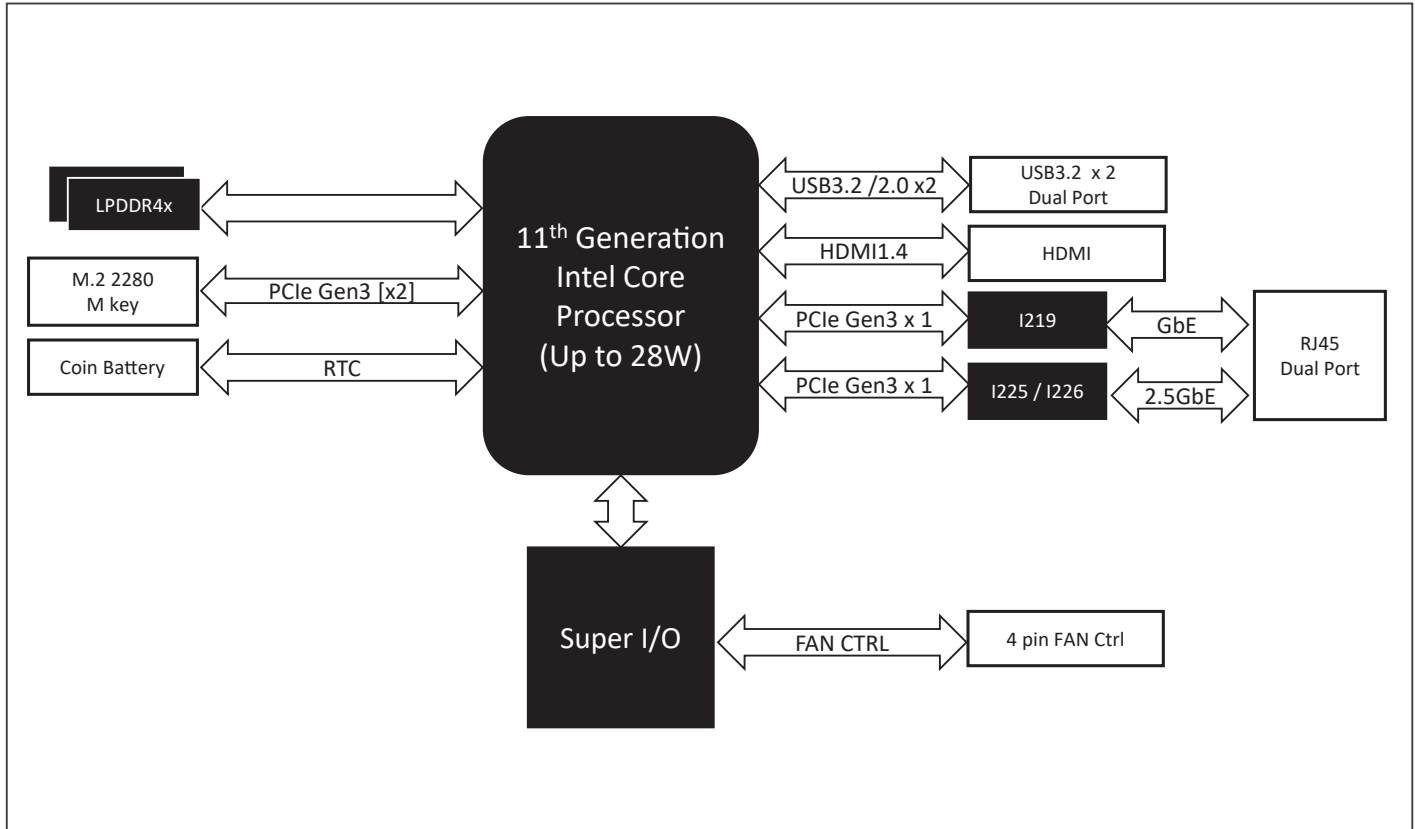 LPDDR4x
M.2 2280
M key
PCIe Gen3 [x2]
Coin Battery
RTC
11th Generation
Intel Core
Processor
(Up to 28W)
USB3.2 /2.0 x2
USB3.2 x 2
Dual Port
HDMI1.4
HDMI
PCIe Gen3 x 1
I219
GbE
PCIe Gen3 x 1
I225 / I226
2.5GbE
RJ45
Dual Port
Super I/O
FAN CTRL
4 pin FAN Ctrl